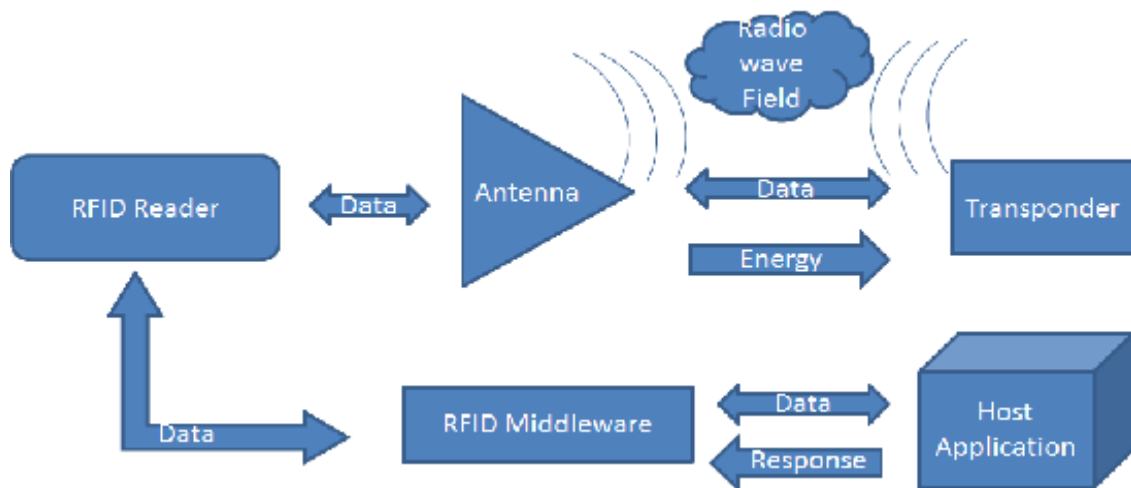 Radio
wave
Field
RFID Reader
Data
Antenna
Data
Transponder
Energy
Data
RFID Middleware
Data
Response
Host
Application